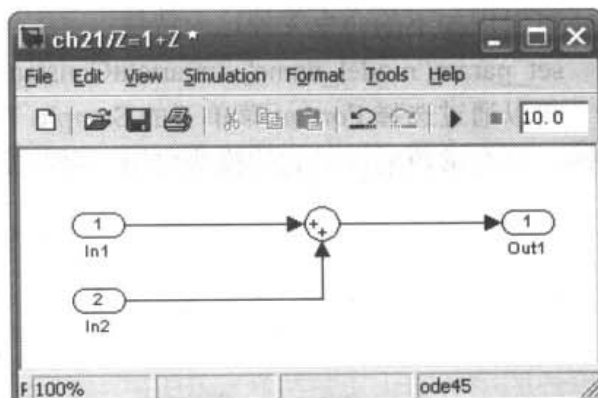 ch21/Z=1+Z *
File Edit View Simulation Format Tools Help
10.0
1
In1
+
+
1
Out1
2
In2
F 100% ode45